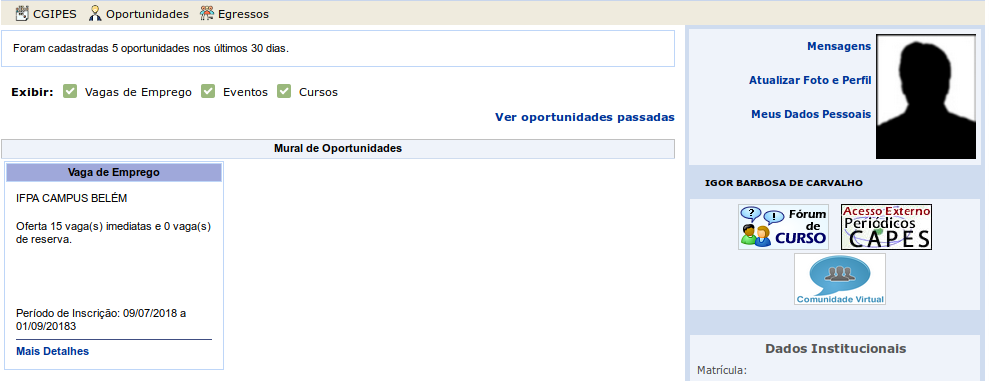 CGIPES Oportunidades Egressos
Foram cadastradas 5 oportunidades nos últimos 30 dias.
Exibir: Vagas de Emprego Eventos Cursos
Ver oportunidades passadas
Mural de Oportunidades
Vaga de Emprego
IFPA CAMPUS BELÉM
Oferta 15 vaga(s) imediatas e 0 vaga(s)
de reserva.
Período de Inscrição: 09/07/2018 a
01/09/20183
Mais Detalhes
Mensagens
Atualizar Foto e Perfil
Meus Dados Pessoais
IGOR BARBOSA DE CARVALHO
Fórum
de
CURSO
Acesso Externo
Periódicos
CAPES
Comunidade Virtual
Dados Institucionais
Matrícula: